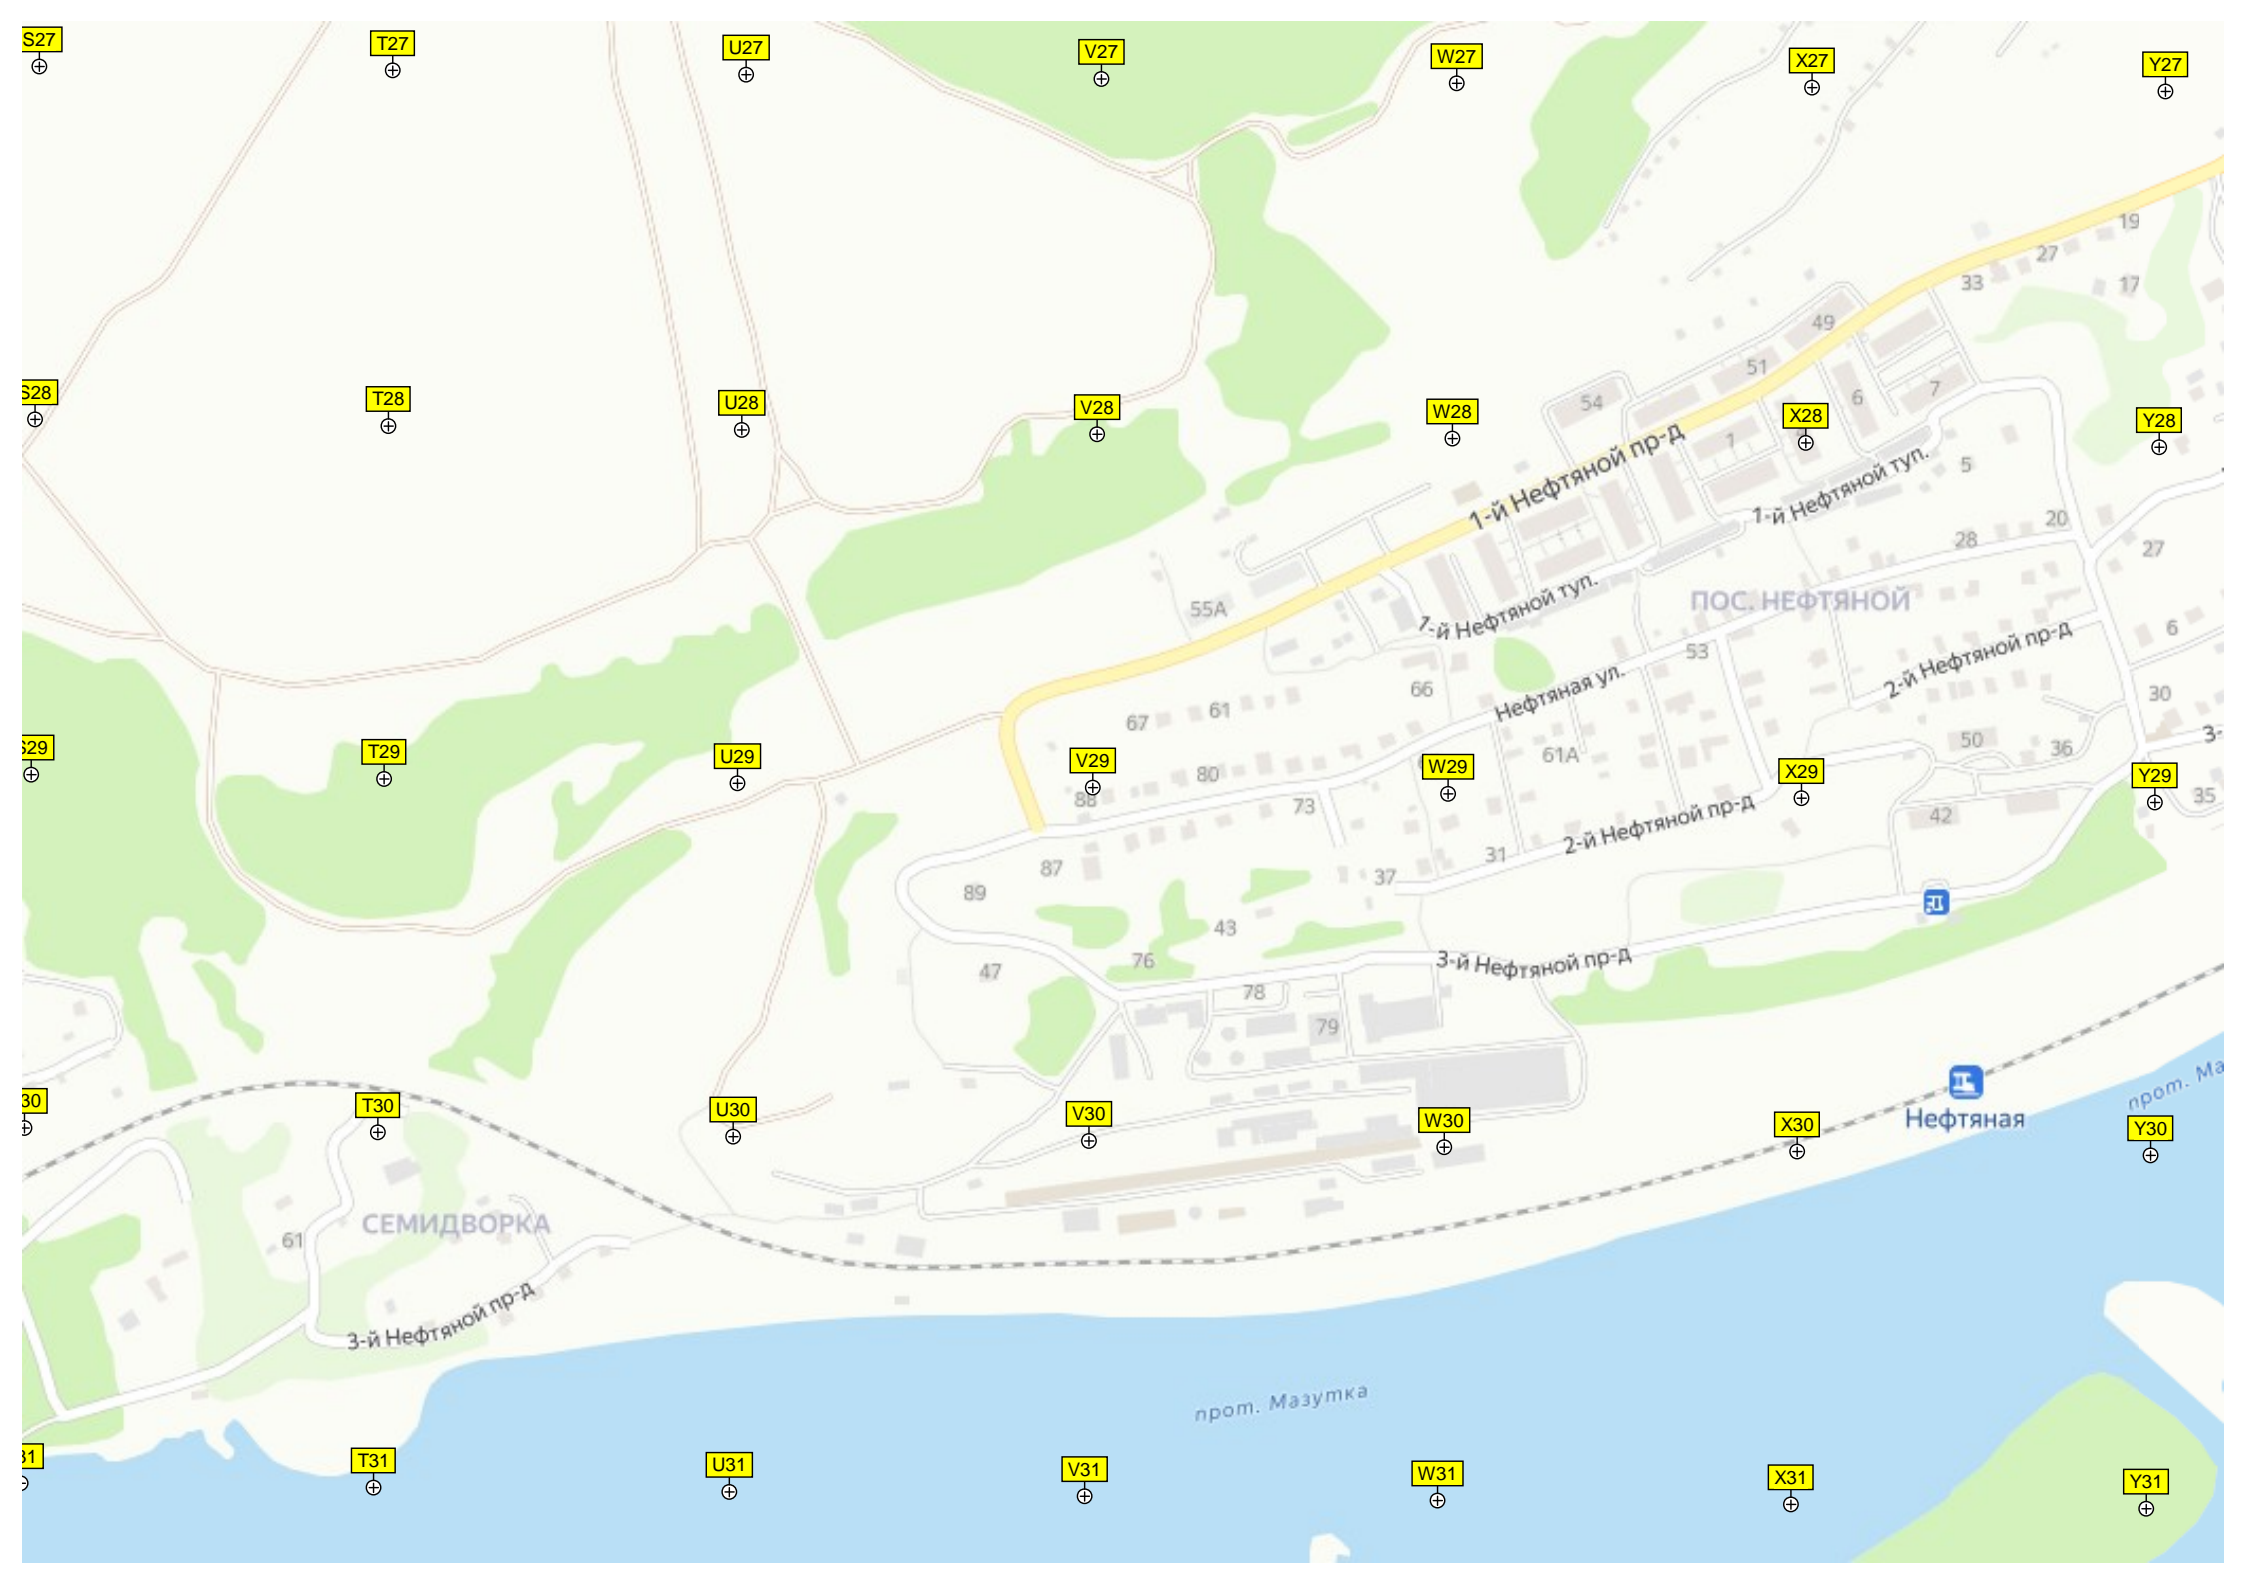 S27
T27
U27
V27
W27
X27
Y27
19
27
17
33
49
51
54
7
6
S28
T28
U28
V28
W28
X28
Y28
1
5
1-й Нефтяной пр-д
1-й Нефтяной туп.
20
28
27
55А
ПОС. НЕФТЯНОЙ
1-й Нефтяной туп.
6
53
2-й Нефтяной пр-д
66
Нефтяная ул.
30
67
61
3-
50
36
61А
S29
T29
U29
V29
W29
X29
Y29
80
88
73
35
42
2-й Нефтяной пр-д
31
87
37
89
43
76
3-й Нефтяной пр-д
47
78
79
прот. Ма
30
T30
U30
V30
W30
X30
Y30
Нефтяная
СЕМИДВОРКА
61
3-й Нефтяной пр-д
прот. Мазутка
31
T31
U31
V31
W31
X31
Y31